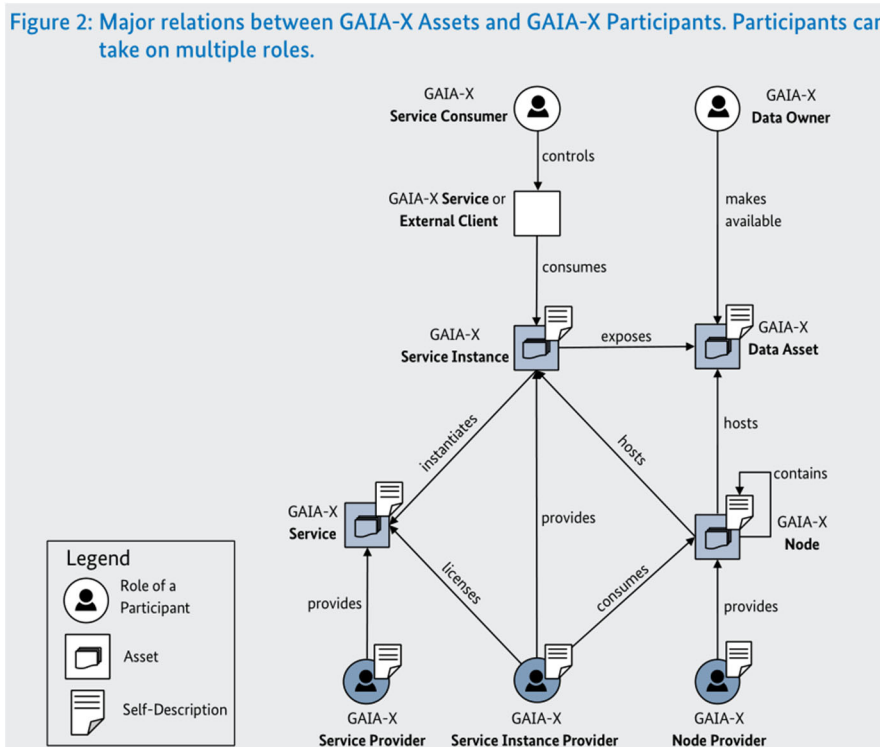 Figure 2: Major relations between GAIA-X Assets and GAIA-X Participants. Participants can
take on multiple roles.
GAIA-X
Service Consumer
GAIA-X
Data Owner
controls
GAIA-X Service or
External Client
makes
available
consumes
GAIA-X
Service Instance
exposes
GAIA-X
Data Asset
instantiates
hosts
hosts
contains
GAIA-X
Service
provides
GAIA-X
Node
Legend
Role of a
Participant
Asset
Self-Description
provides
licenses
consumes
provides
GAIA-X
Service Provider
GAIA-X
Service Instance Provider
GAIA-X
Node Provider